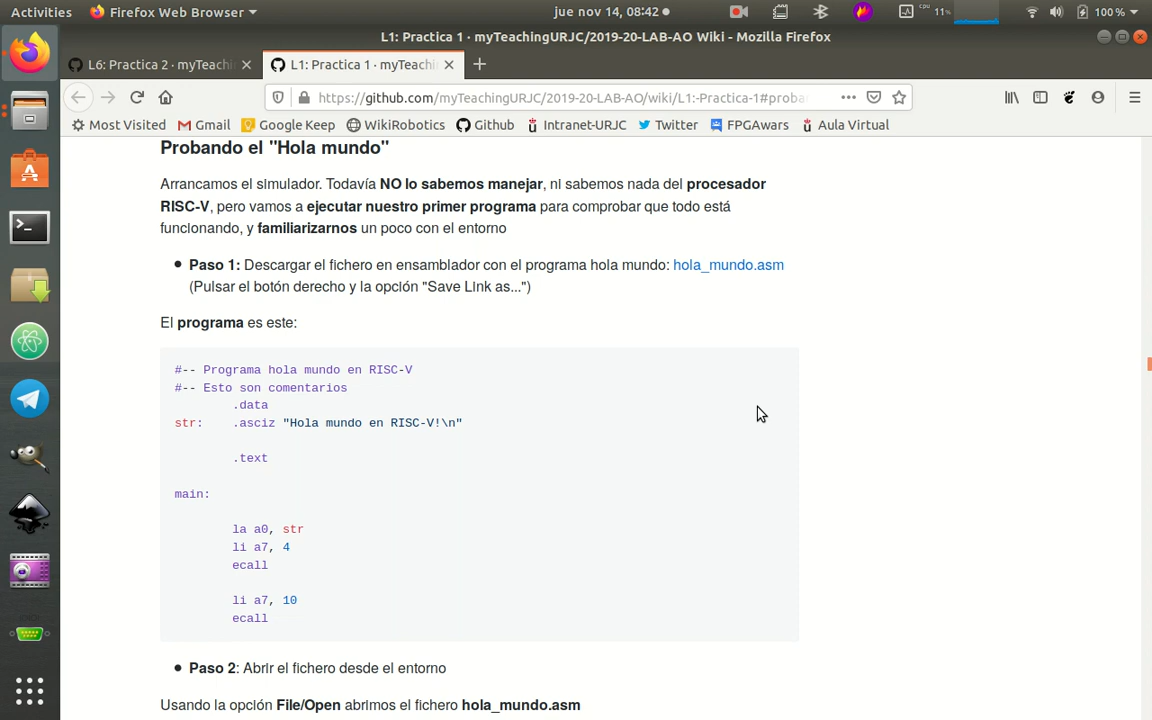 Activities Firefox Web Browser jue nov 14, 08:42 cpu 11% 100%
L1: Practica 1 · myTeachingURJC/2019-20-LAB-AO Wiki - Mozilla Firefox
L6: Practica 2 · myTeachi L1: Practica 1 · myTeachi
https://github.com/myTeachingURJC/2019-20-LAB-AO/wiki/L1:-Practica-1#proba
Most Visited Gmail Google Keep WikiRobotics Github Intranet-URJC Twitter FPGAwars Aula Virtual
Probando el "Hola mundo"
Arrancamos el simulador. Todavía NO lo sabemos manejar, ni sabemos nada del procesador
RISC-V, pero vamos a ejecutar nuestro primer programa para comprobar que todo está
funcionando, y familiarizarnos un poco con el entorno
• Paso 1: Descargar el fichero en ensamblador con el programa hola mundo: hola_mundo.asm
(Pulsar el botón derecho y la opción "Save Link as...")
El programa es este:
#-- Programa hola mundo en RISC-V
#-- Esto son comentarios
.data
str: .asciz "Hola mundo en RISC-V!\n"
.text
main:
la a0, str
li a7, 4
ecall
li a7, 10
ecall
• Paso 2: Abrir el fichero desde el entorno
Usando la opción File/Open abrimos el fichero hola_mundo.asm